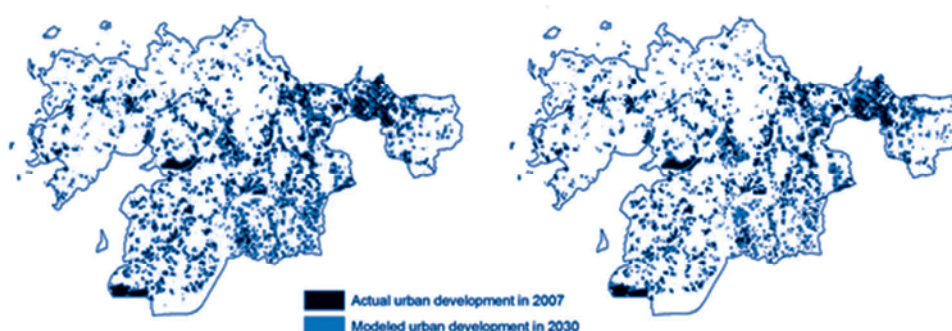 Actual urban development in 2007
Modeled urban development in 2030